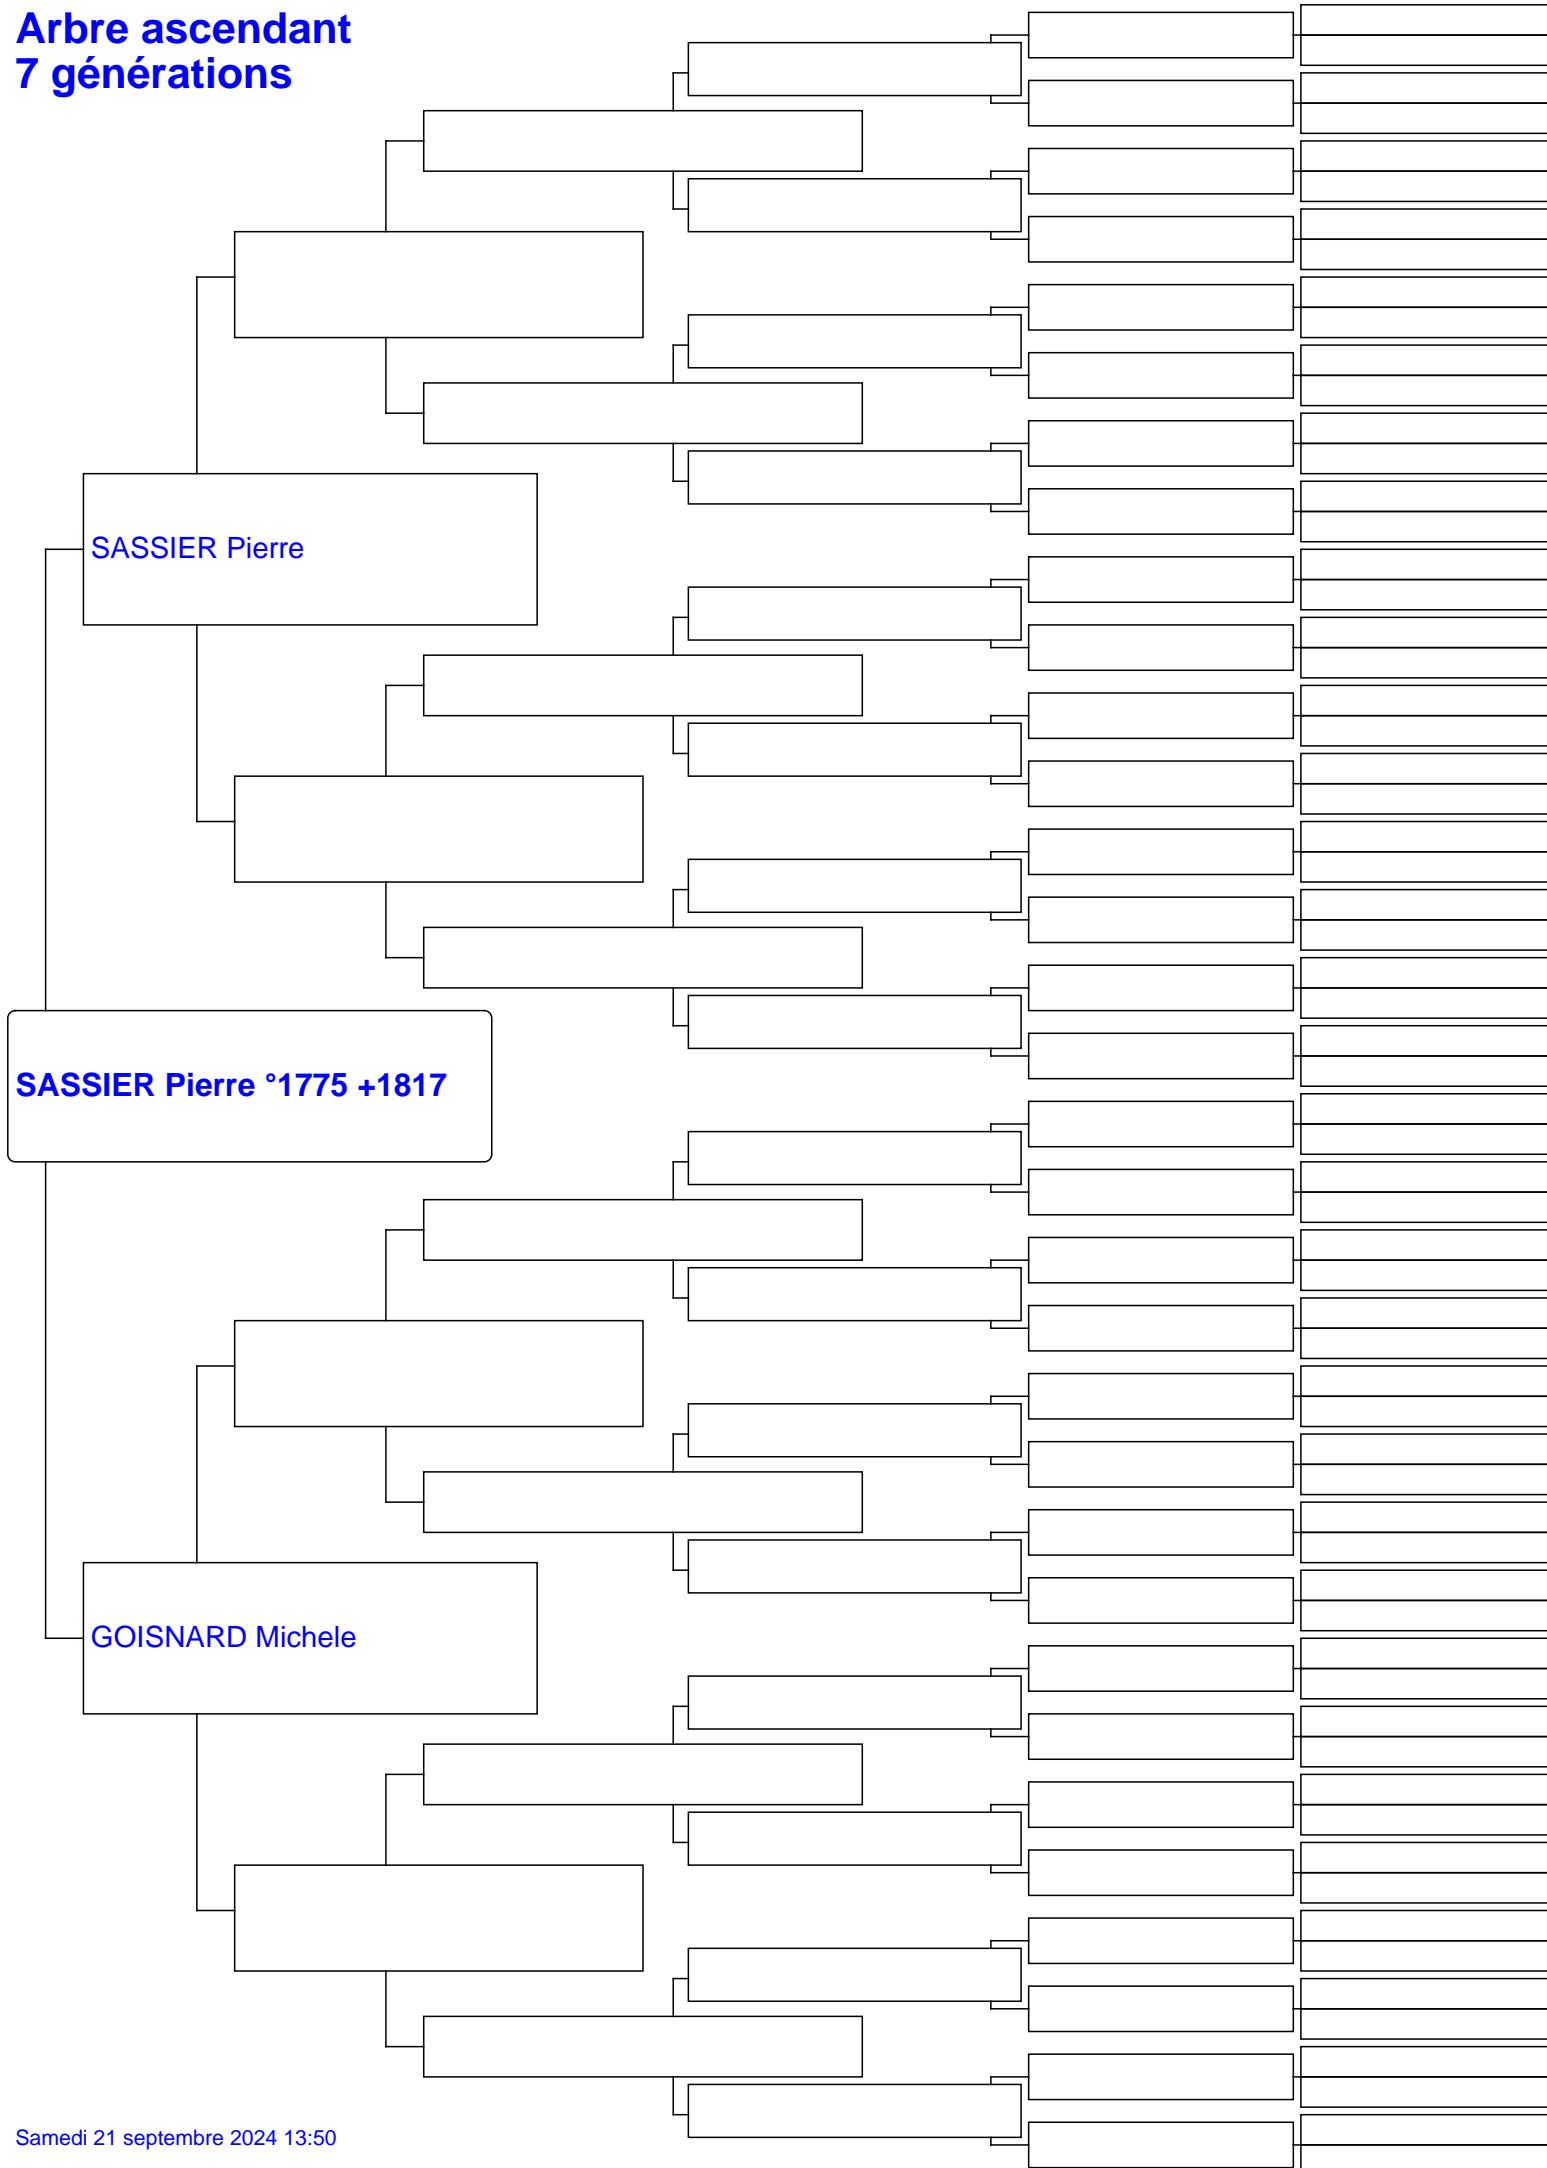 Arbre ascendant
7 générations
SASSIER Pierre
SASSIER Pierre °1775 +1817
GOISNARD Michele
Samedi 21 septembre 2024 13:50